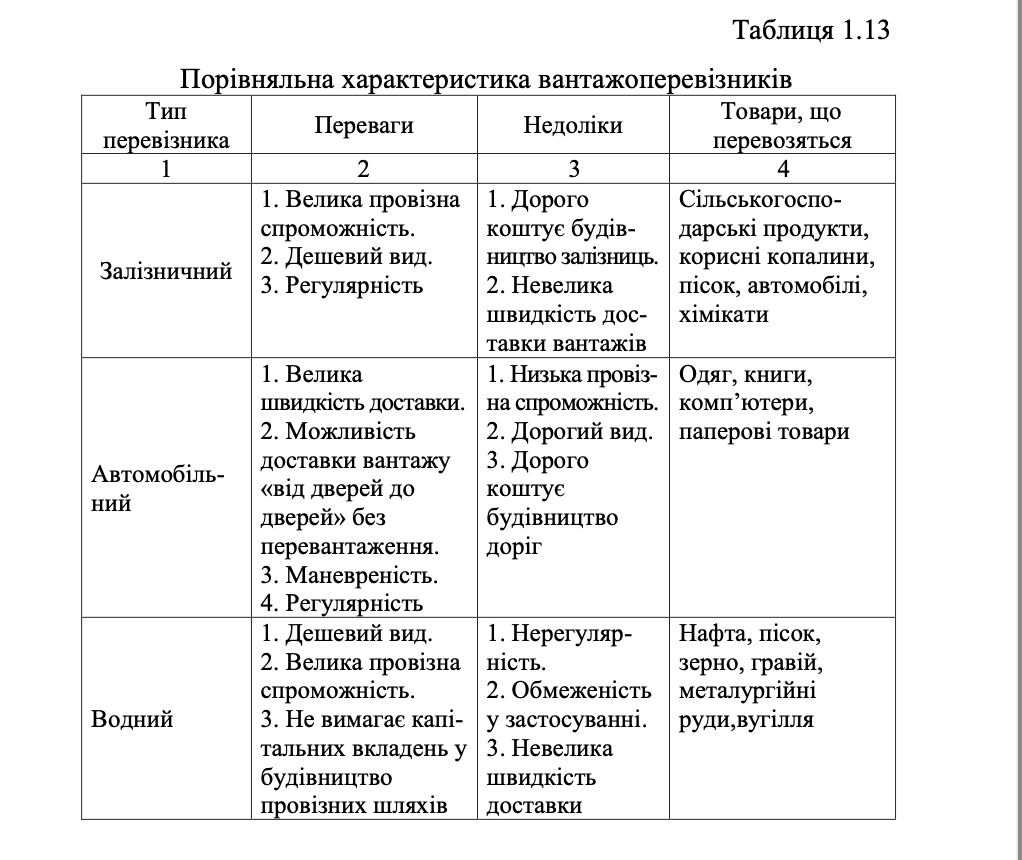 Таблиця 1.13
Порівняльна характеристика вантажоперевізників
Тип
перевізника
Переваги
Недоліки
Товари, що
перевозяться
1
2
3
4
Залізничний
1. Велика провізна
спроможність.
2. Дешевий вид.
3. Регулярність
1. Дорого
коштує будів-
ництво залізниць.
2. Невелика
швидкість дос-
тавки вантажів
Сільськогоспо-
дарські продукти,
корисні копалини,
пісок, автомобілі,
хімікати
Автомобіль-
ний
1. Велика
швидкість доставки.
2. Можливість
доставки вантажу
«від дверей до
дверей» без
перевантаження.
3. Маневреність.
4. Регулярність
1. Низька провіз-
на спроможність.
2. Дорогий вид.
3. Дорого
коштує
будівництво
доріг
Одяг, книги,
комп’ютери,
паперові товари
Водний
1. Дешевий вид.
2. Велика провізна
спроможність.
3. Не вимагає капі-
тальних вкладень у
будівництво
провізних шляхів
1. Нерегуляр-
ність.
2. Обмеженість
у застосуванні.
3. Невелика
швидкість
доставки
Нафта, пісок,
зерно, гравій,
металургійні
руди,вугілля